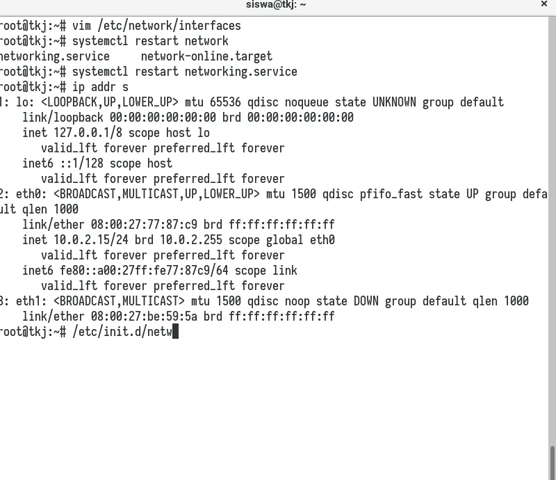 siswa@tkj: ~
root@tkj:~# vim /etc/network/interfaces
root@tkj:~# systemctl restart network
networking.service     network-online.target
root@tkj:~# systemctl restart networking.service
root@tkj:~# ip addr s
1: lo: <LOOPBACK,UP,LOWER_UP> mtu 65536 qdisc noqueue state UNKNOWN group default
    link/loopback 00:00:00:00:00:00 brd 00:00:00:00:00:00
    inet 127.0.0.1/8 scope host lo
       valid_lft forever preferred_lft forever
    inet6 ::1/128 scope host
       valid_lft forever preferred_lft forever
2: eth0: <BROADCAST,MULTICAST,UP,LOWER_UP> mtu 1500 qdisc pfifo_fast state UP group defa
ult qlen 1000
    link/ether 08:00:27:77:87:c9 brd ff:ff:ff:ff:ff:ff
    inet 10.0.2.15/24 brd 10.0.2.255 scope global eth0
       valid_lft forever preferred_lft forever
    inet6 fe80::a00:27ff:fe77:87c9/64 scope link
       valid_lft forever preferred_lft forever
3: eth1: <BROADCAST,MULTICAST> mtu 1500 qdisc noop state DOWN group default qlen 1000
    link/ether 08:00:27:be:59:5a brd ff:ff:ff:ff:ff:ff
root@tkj:~# /etc/init.d/netw